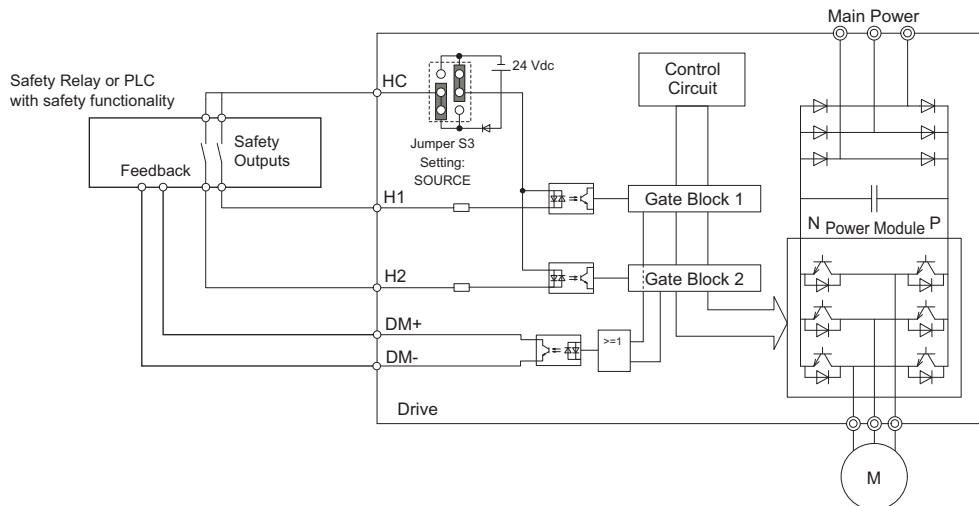 Main Power
Safety Relay or PLC
with safety functionality
HC
24 Vdc
Control
Circuit
Jumper S3
Setting:
SOURCE
Safety
Outputs
Feedback
H1
Gate Block 1
N
P
Power Module
H2
Gate Block 2
DM+
>=1
DM-
Drive
M